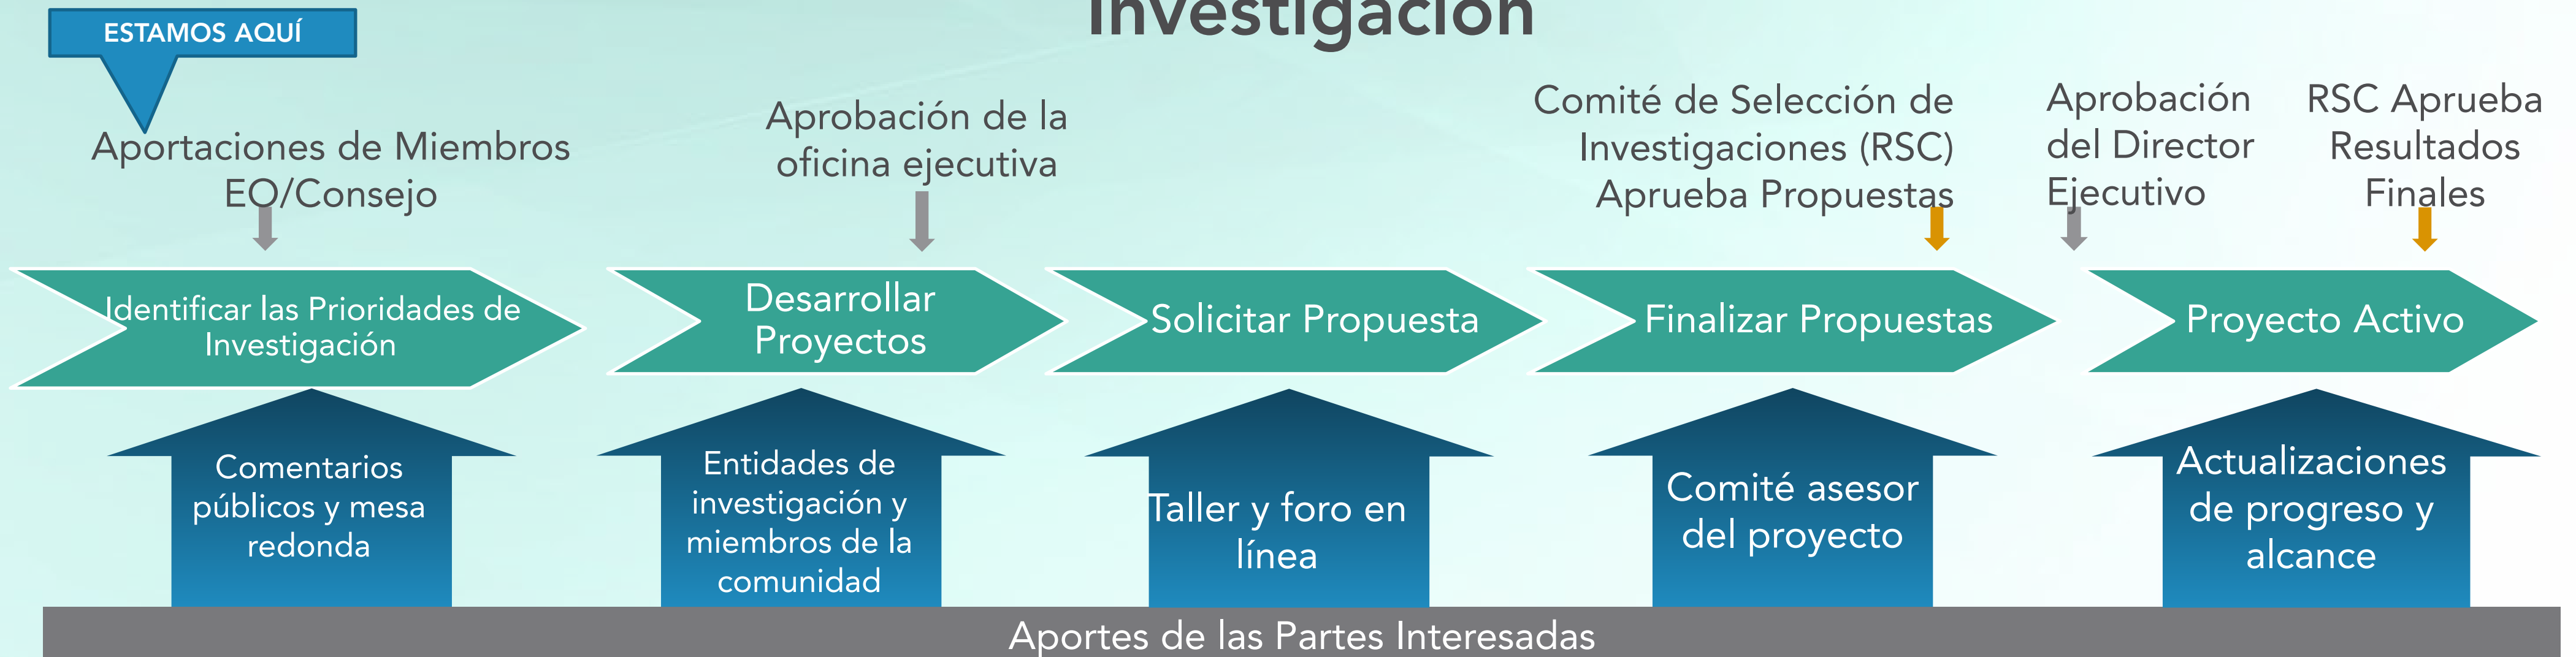 Investigación
ESTAMOS AQUÍ
Aportaciones de Miembros
EO/Consejo
Aprobación de la
oficina ejecutiva
Comité de Selección de
Investigaciones (RSC)
Aprueba Propuestas
Aprobación
del Director
Ejecutivo
RSC Aprueba
Resultados
Finales
Identificar las Prioridades de
Investigación
Desarrollar
Proyectos
Solicitar Propuesta
Finalizar Propuestas
Proyecto Activo
Comentarios
públicos y mesa
redonda
Entidades de
investigación y
miembros de la
comunidad
Taller y foro en
línea
Comité asesor
del proyecto
Actualizaciones
de progreso y
alcance
Aportes de las Partes Interesadas